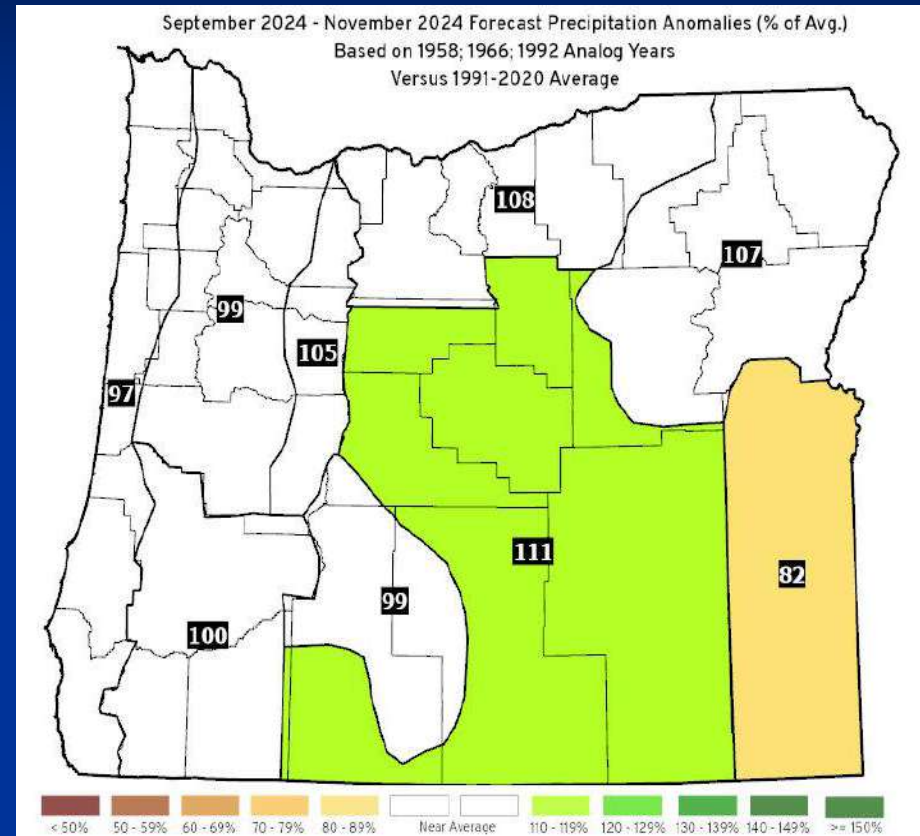 September 2024 - November 2024 Forecast Precipitation Anomalies (% of Avg.)
Based on 1958; 1966; 1992 Analog Years
Versus 1991-2020 Average
108
107
99
105
97
111
82
99
100
< 50% 50 - 59% 60 - 69% 70 - 79% 80 - 89% Near Average 110 - 119% 120 - 129% 130 - 139% 140 - 149% >= 150%